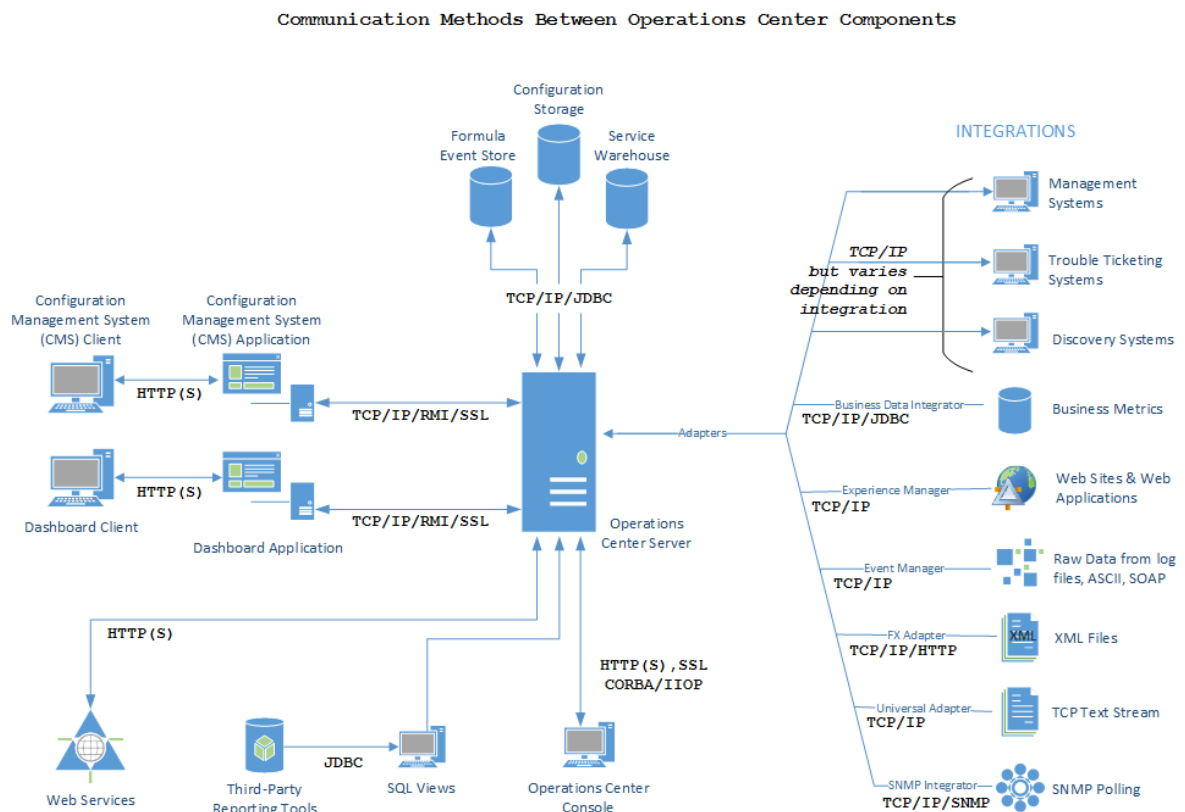 Communication Methods Between Operations Center Components
Configuration
Storage
Formula
Event Store
Service
Warehouse
INTEGRATIONS
Management
Systems
TCP/IP
but varies
depending on
integration
Trouble Ticketing
Systems
TCP/IP/JDBC
Configuration
Management System
(CMS) Client
Configuration
Management System
(CMS) Application
Discovery Systems
HTTP(S)
TCP/IP/RMI/SSL
Business Data Integrator
TCP/IP/JDBC
Business Metrics
Adapters
HTTP(S)
Dashboard Client
TCP/IP/RMI/SSL
Dashboard Application
Operations
Center Server
Experience Manager
TCP/IP
Web Sites & Web
Applications
Event Manager
TCP/IP
Raw Data from log
files, ASCII, SOAP
HTTP(S)
FX Adapter
TCP/IP/HTTP
XML
XML Files
HTTP(S),SSL
CORBA/IIOP
Universal Adapter
TCP/IP
TCP Text Stream
JDBC
Web Services
Third-Party
Reporting Tools
SQL Views
Operations Center
Console
SNMP Integrator
TCP/IP/SNMP
SNMP Polling